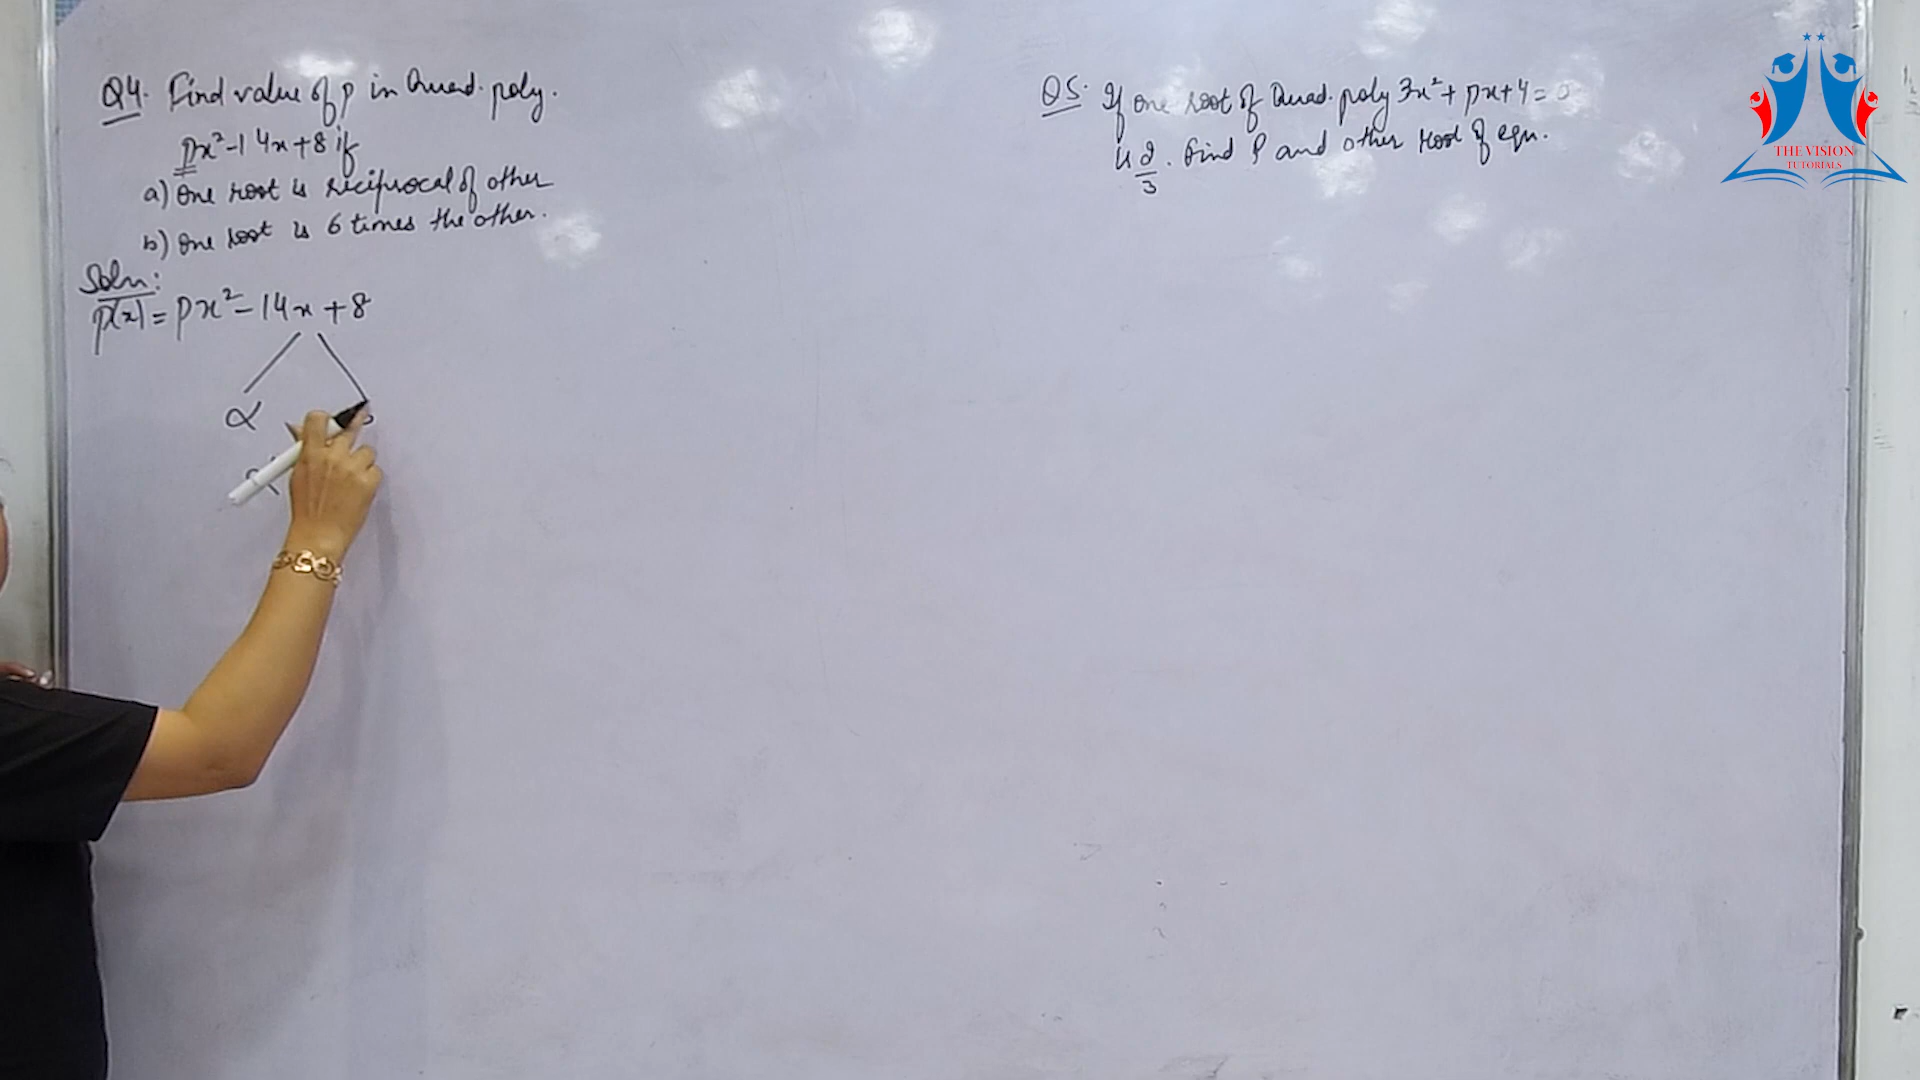 Q4. Find value of p in Quad. poly.
px²-14x+8 if
a) One root is reciprocal of other
b) One root is 6 times the other.
Soln:
p(x) = px² - 14x + 8
α
Q5. If one root of Quad. poly 3x² + px + 4 = 0
is 2/3. Find P and other root of eqn.
THE VISION
TUTORIALS